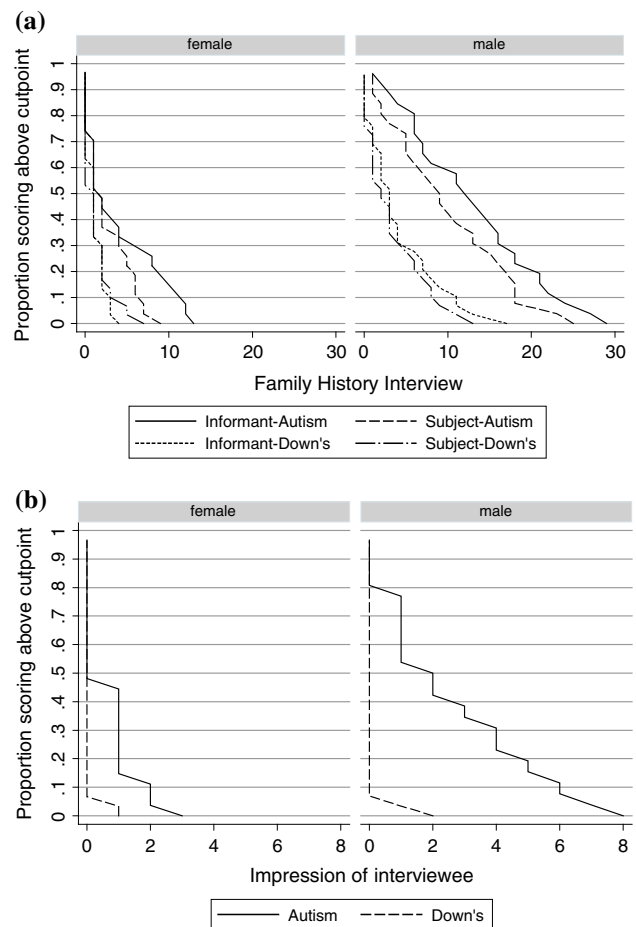 (a)
female male
Proportion scoring above cutpoint
1
.9
.8
.7
.6
.5
.4
.3
.2
.1
0
0 10 20 30 0 10 20 30
Family History Interview
Informant-Autism Subject-Autism
Informant-Down's Subject-Down's
(b)
female male
Proportion scoring above cutpoint
1
.9
.8
.7
.6
.5
.4
.3
.2
.1
0
0 2 4 6 8 0 2 4 6 8
Impression of interviewee
Autism Down's